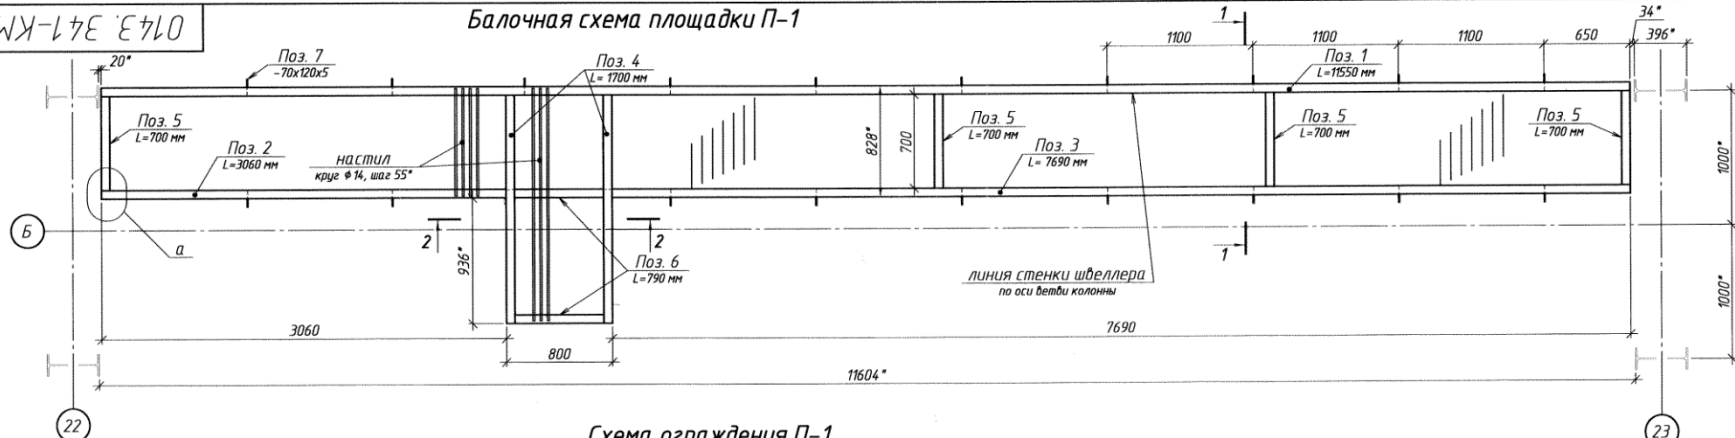 0143. 341-КМ
Балочная схема площадки П-1
1
34*
1100
1100
1100
650
396*
20*
Поз. 7
-70х120х5
Поз. 4
L= 1700 мм
Поз. 1
L=11550 мм
Поз. 5
L=700 мм
Поз. 2
L=3060 мм
настил
круг ф14, шаг 55*
828*
700
Поз. 5
L=700 мм
Поз. 3
L= 7690 мм
Поз. 5
L=700 мм
Поз. 5
L=700 мм
1000*
Б
а
2
2
936*
Поз. 6
L=790 мм
линия стенки швеллера
по оси ветви колонны
1
1000*
3060
800
7690
11604*
22
23
Схема ограждения П-1